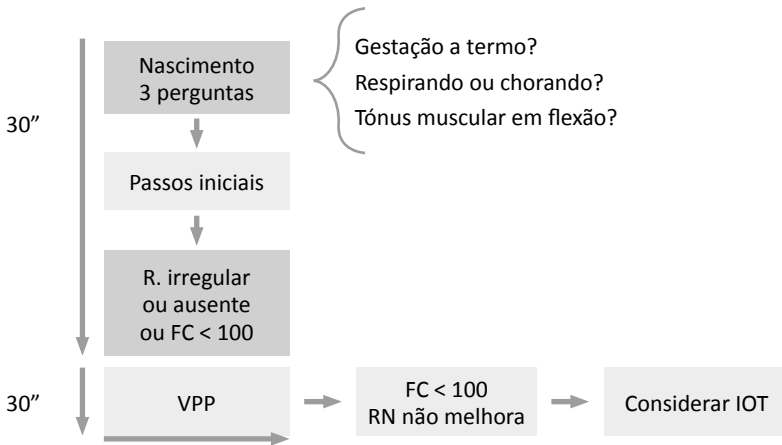 30”
Nascimento
3 perguntas
Gestação a termo?
Respirando ou chorando?
Tónus muscular em flexão?
Passos iniciais
R. irregular
ou ausente
ou FC < 100
30”
VPP
FC < 100
RN não melhora
Considerar IOT